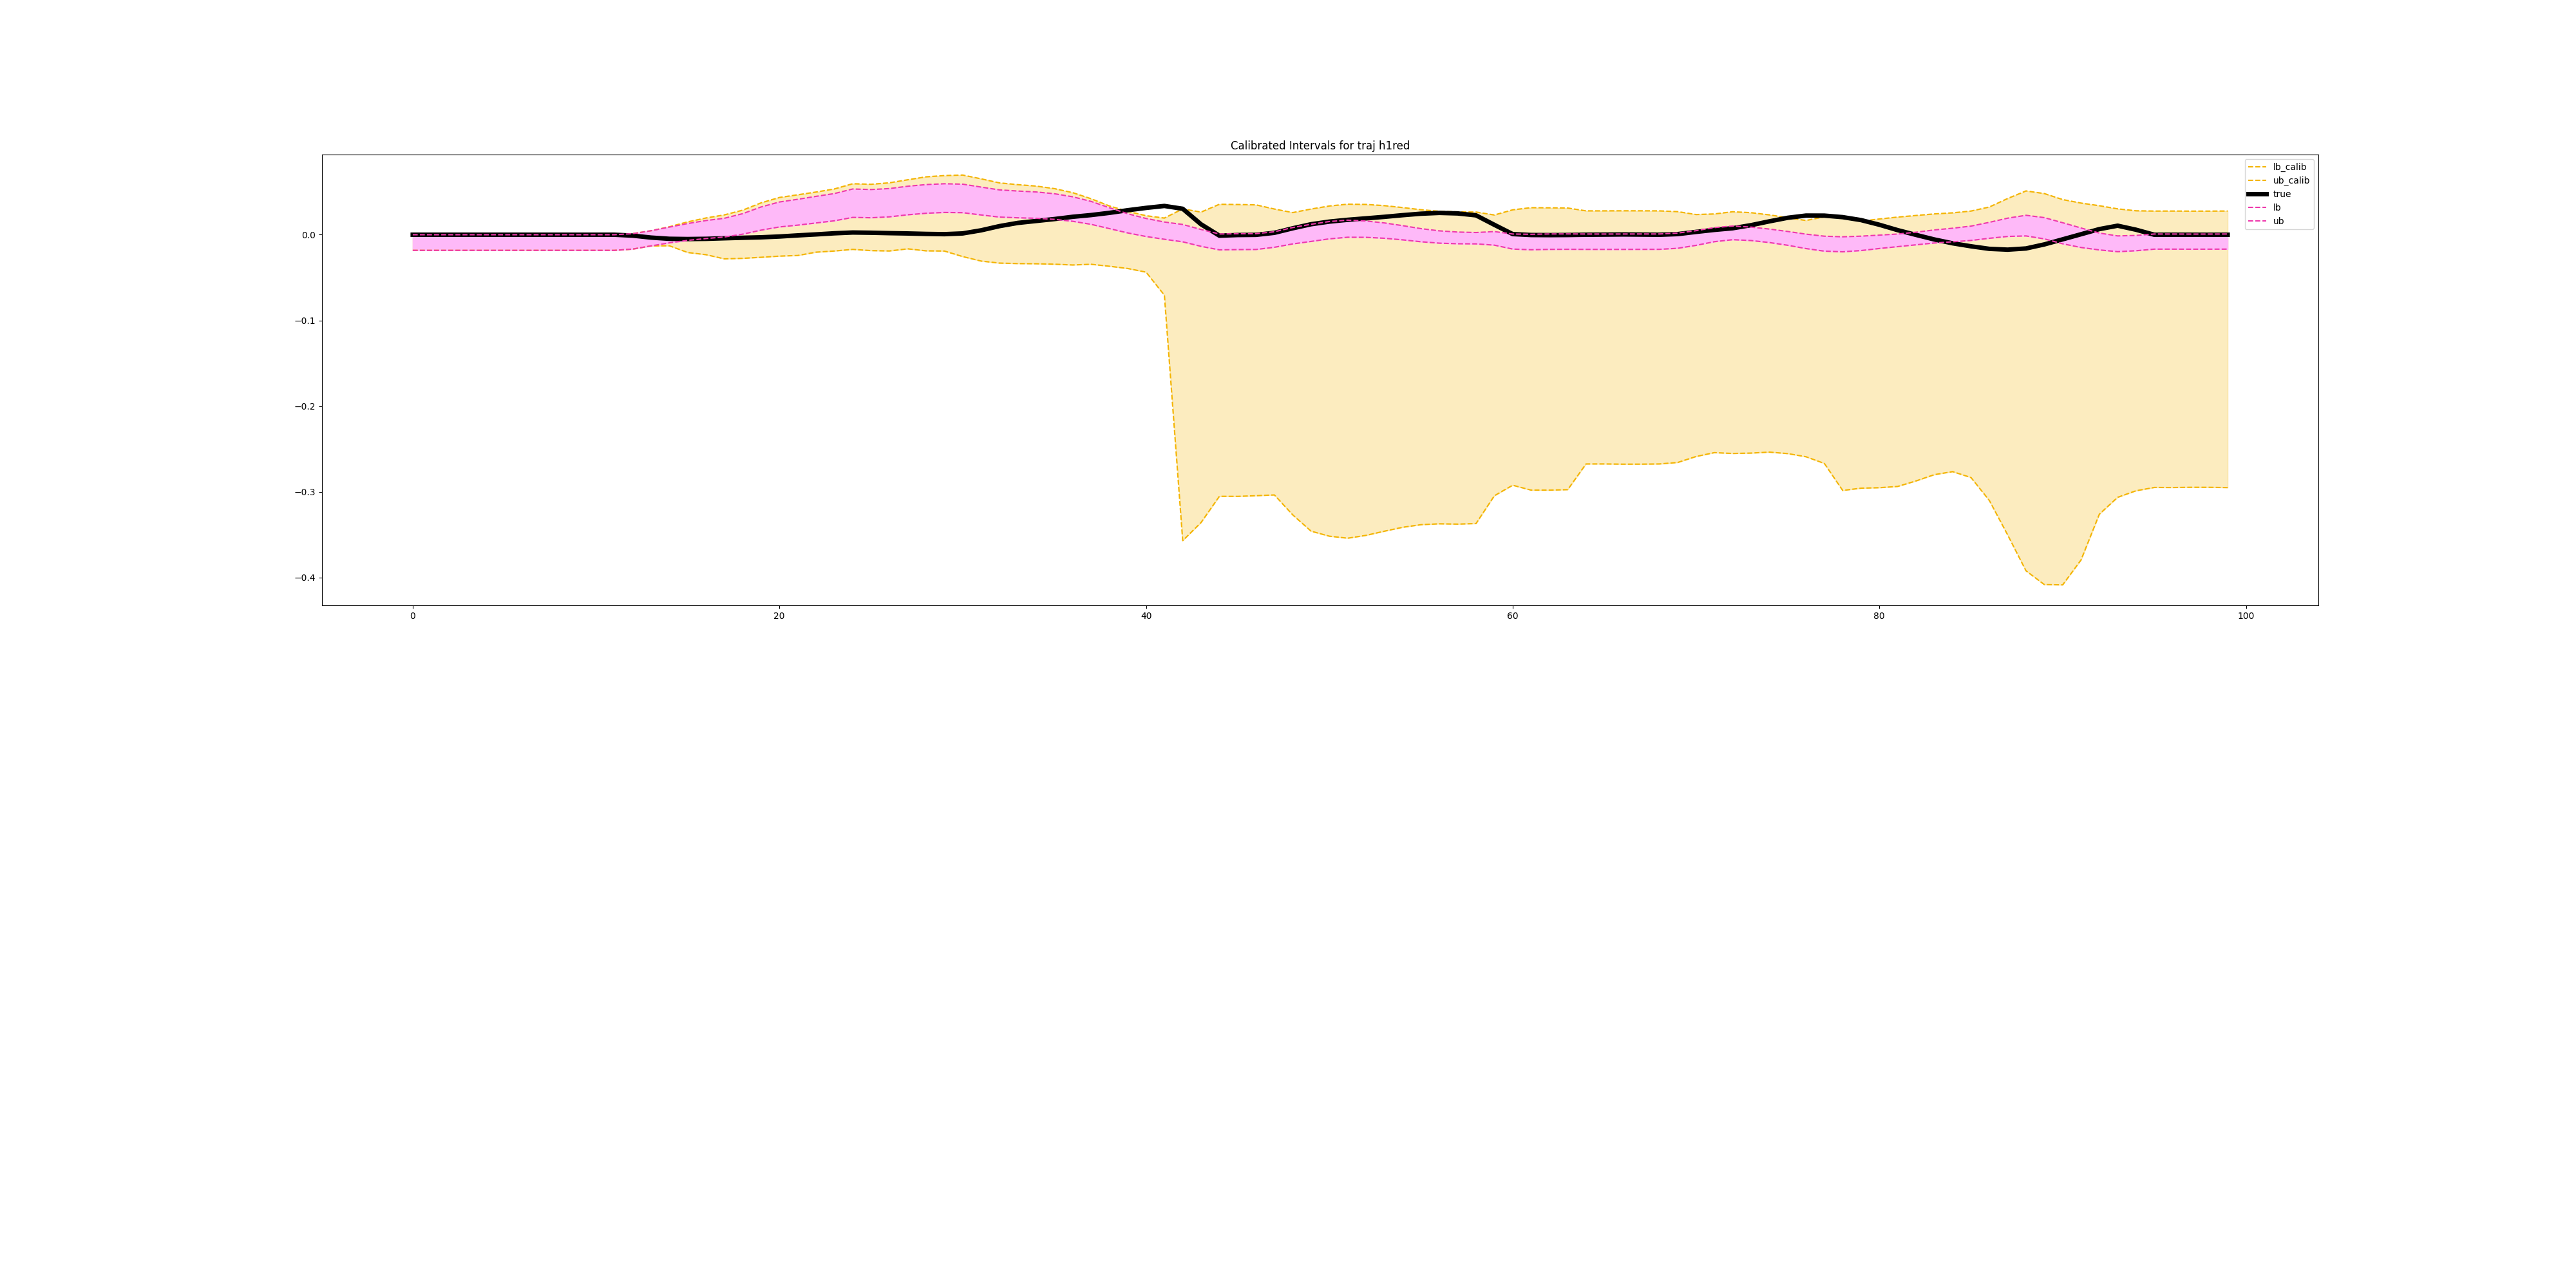 Calibrated Intervals for traj h1red
lb_calib
ub_calib
true
lb
ub
0.0
−0.1
−0.2
−0.3
−0.4
0 20 40 60 80 100